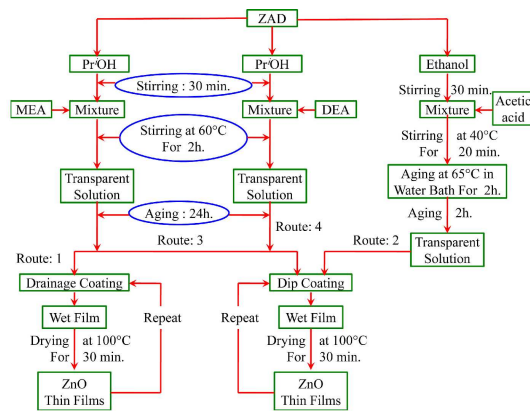 ZAD
PrⁱOH
PrⁱOH
Ethanol
Stirring : 30 min.
Stirring 30 min.
MEA
Mixture
Mixture
DEA
Mixture
Acetic
acid
Stirring at 60°C
For 2h.
Stirring at 40°C
For 20 min.
Transparent
Solution
Transparent
Solution
Aging at 65°C in
Water Bath For 2h.
Aging : 24h.
Aging 2h.
Route: 1
Route: 3
Route: 4
Route: 2
Transparent
Solution
Drainage Coating
Dip Coating
Wet Film
Repeat
Repeat
Wet Film
Drying at 100°C
For 30 min.
Drying at 100°C
For 30 min.
ZnO
Thin Films
ZnO
Thin Films